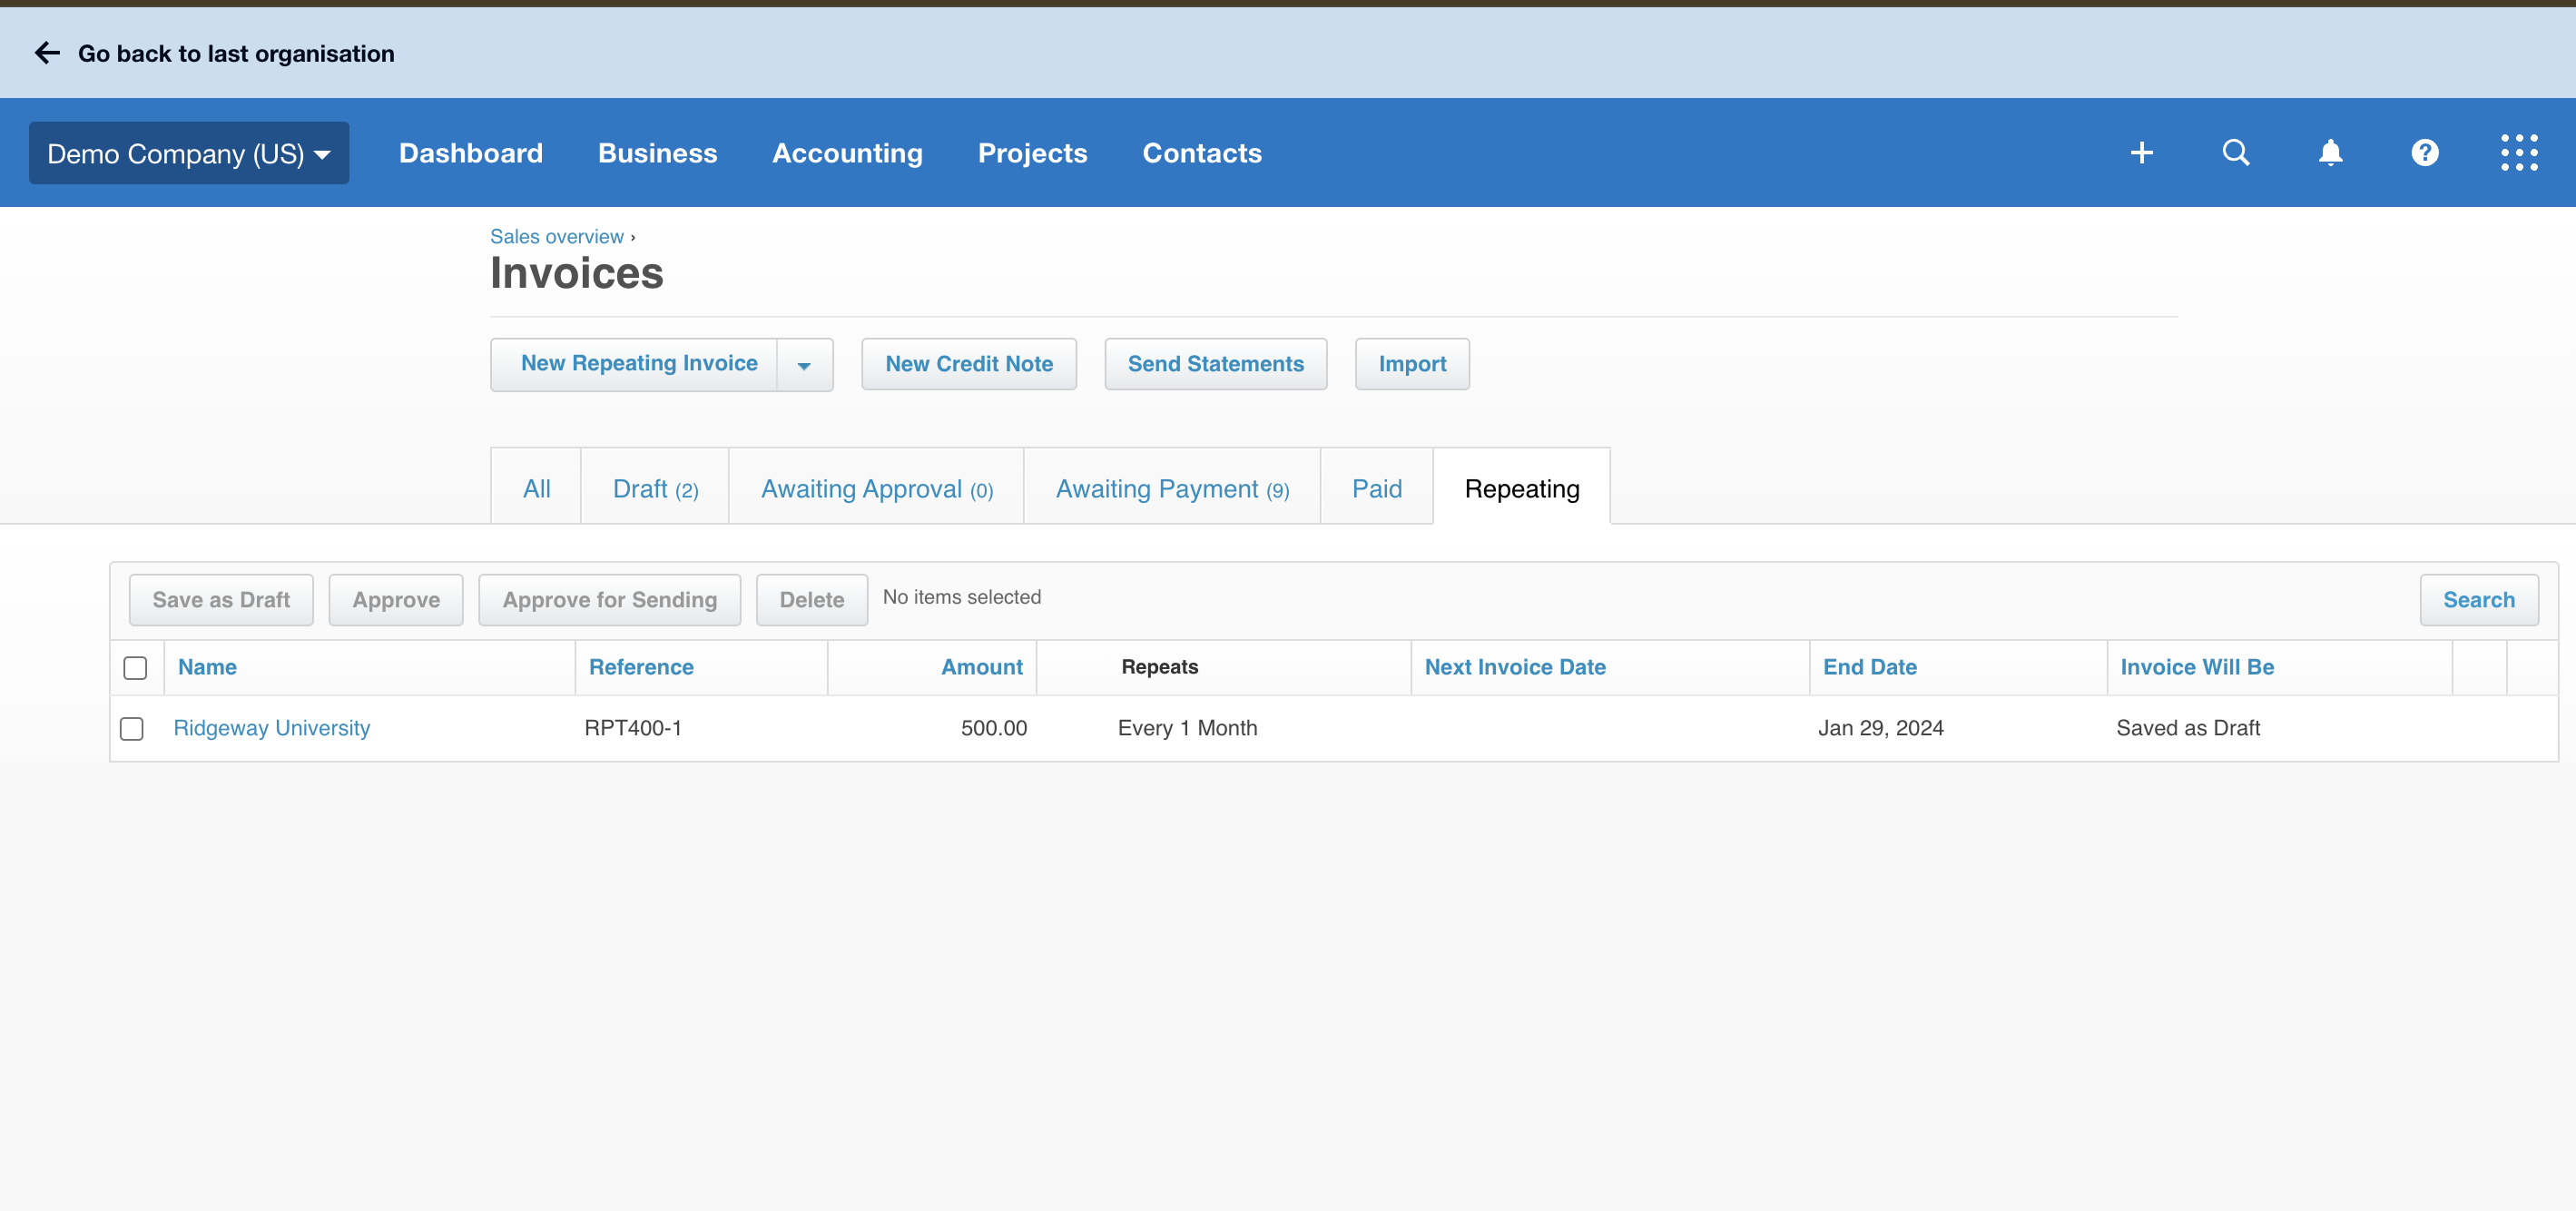 Go back to last organisation
Demo Company (US) Dashboard Business Accounting Projects Contacts
Sales overview ›
Invoices
New Repeating Invoice New Credit Note Send Statements Import
All Draft (2) Awaiting Approval (0) Awaiting Payment (9) Paid Repeating
Save as Draft Approve Approve for Sending Delete No items selected Search
Name Reference Amount Repeats Next Invoice Date End Date Invoice Will Be
Ridgeway University RPT400-1 500.00 Every 1 Month Jan 29, 2024 Saved as Draft